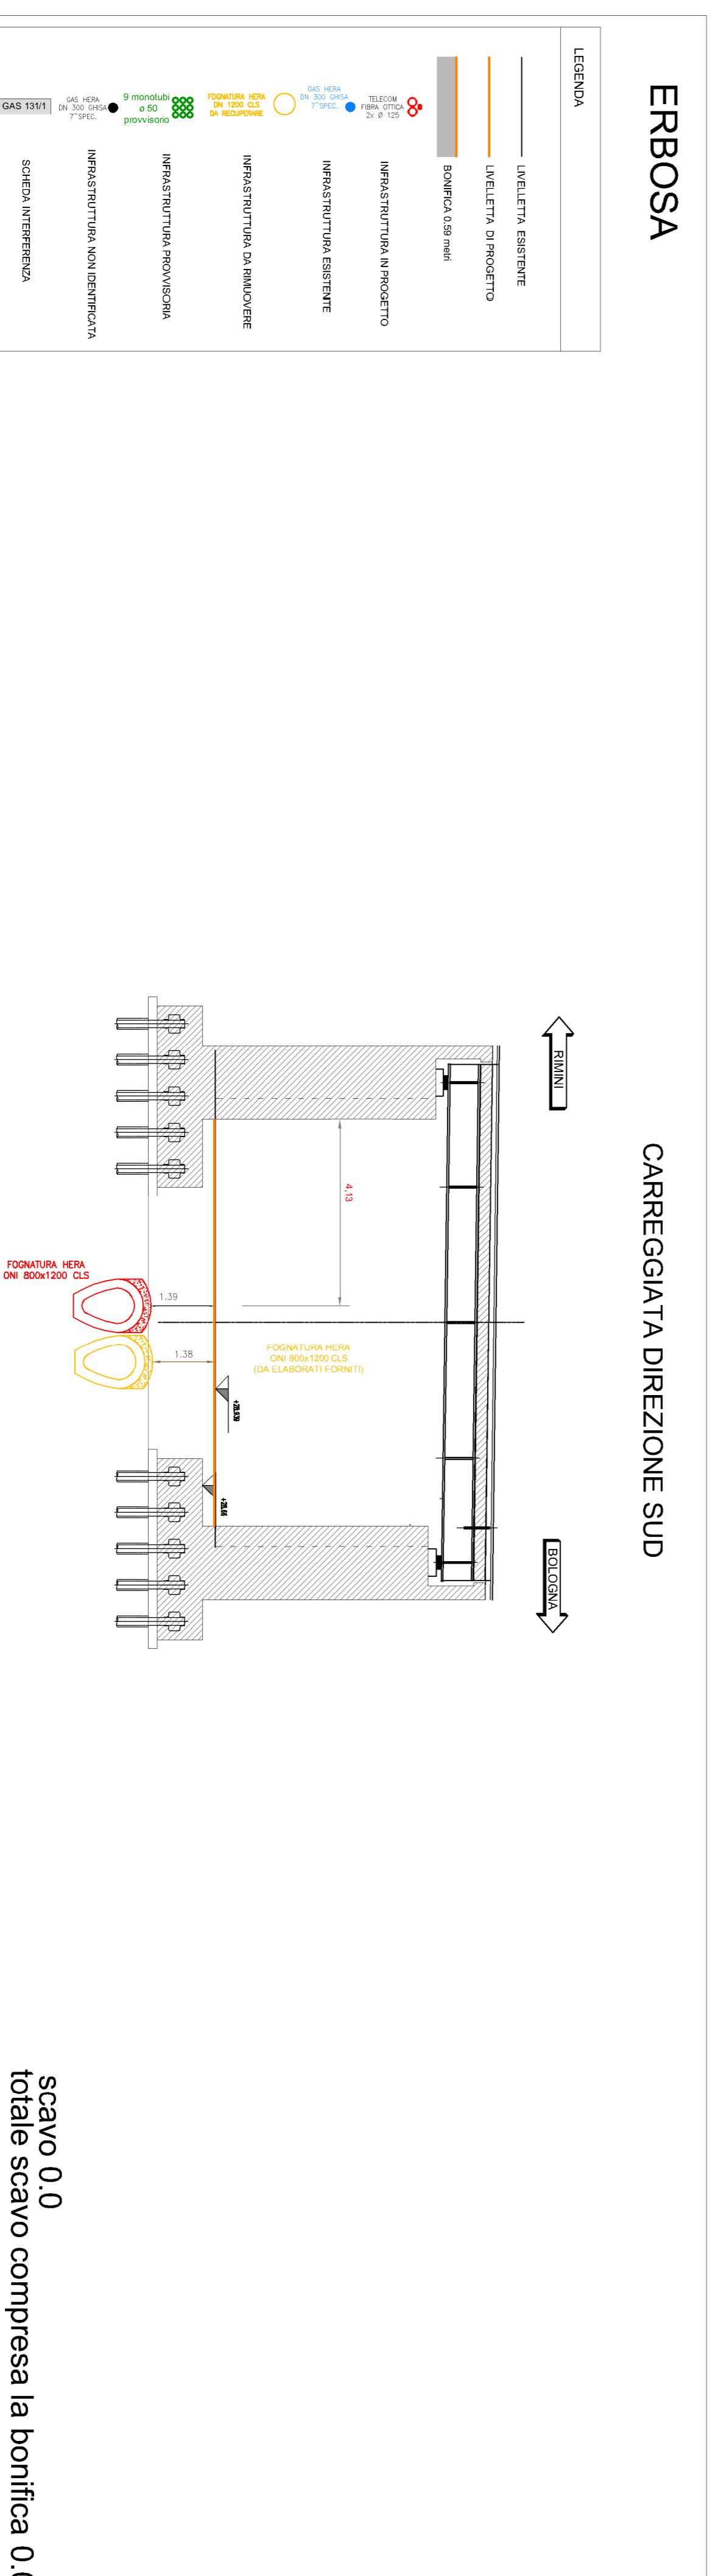 ERBOSA
CARREGGIATA DIREZIONE SUD
LEGENDA
LIVELLETTA ESISTENTE
LIVELLETTA DI PROGETTO
BONIFICA 0.59 metri
TELECOM
FIBRA OTTICA
2x Ø 125
INFRASTRUTTURA IN PROGETTO
GAS HERA
DN 300 GHISA
7^SPEC.
INFRASTRUTTURA ESISTENTE
FOGNATURA HERA
DN 1200 CLS
DA RECUPERARE
INFRASTRUTTURA DA RIMUOVERE
9 monotubi
ø 50
provvisorio
INFRASTRUTTURA PROVVISORIA
GAS HERA
DN 300 GHISA
7^SPEC.
INFRASTRUTTURA NON IDENTIFICATA
GAS 131/1
SCHEDA INTERFERENZA
RIMINI
BOLOGNA
4.13
1.39
1.38
FOGNATURA HERA
ONI 800x1200 CLS
(DA ELABORATI FORNITI)
+28.939
+28.66
FOGNATURA HERA
ONI 800x1200 CLS
scavo 0.0
totale scavo compresa la bonifica 0.